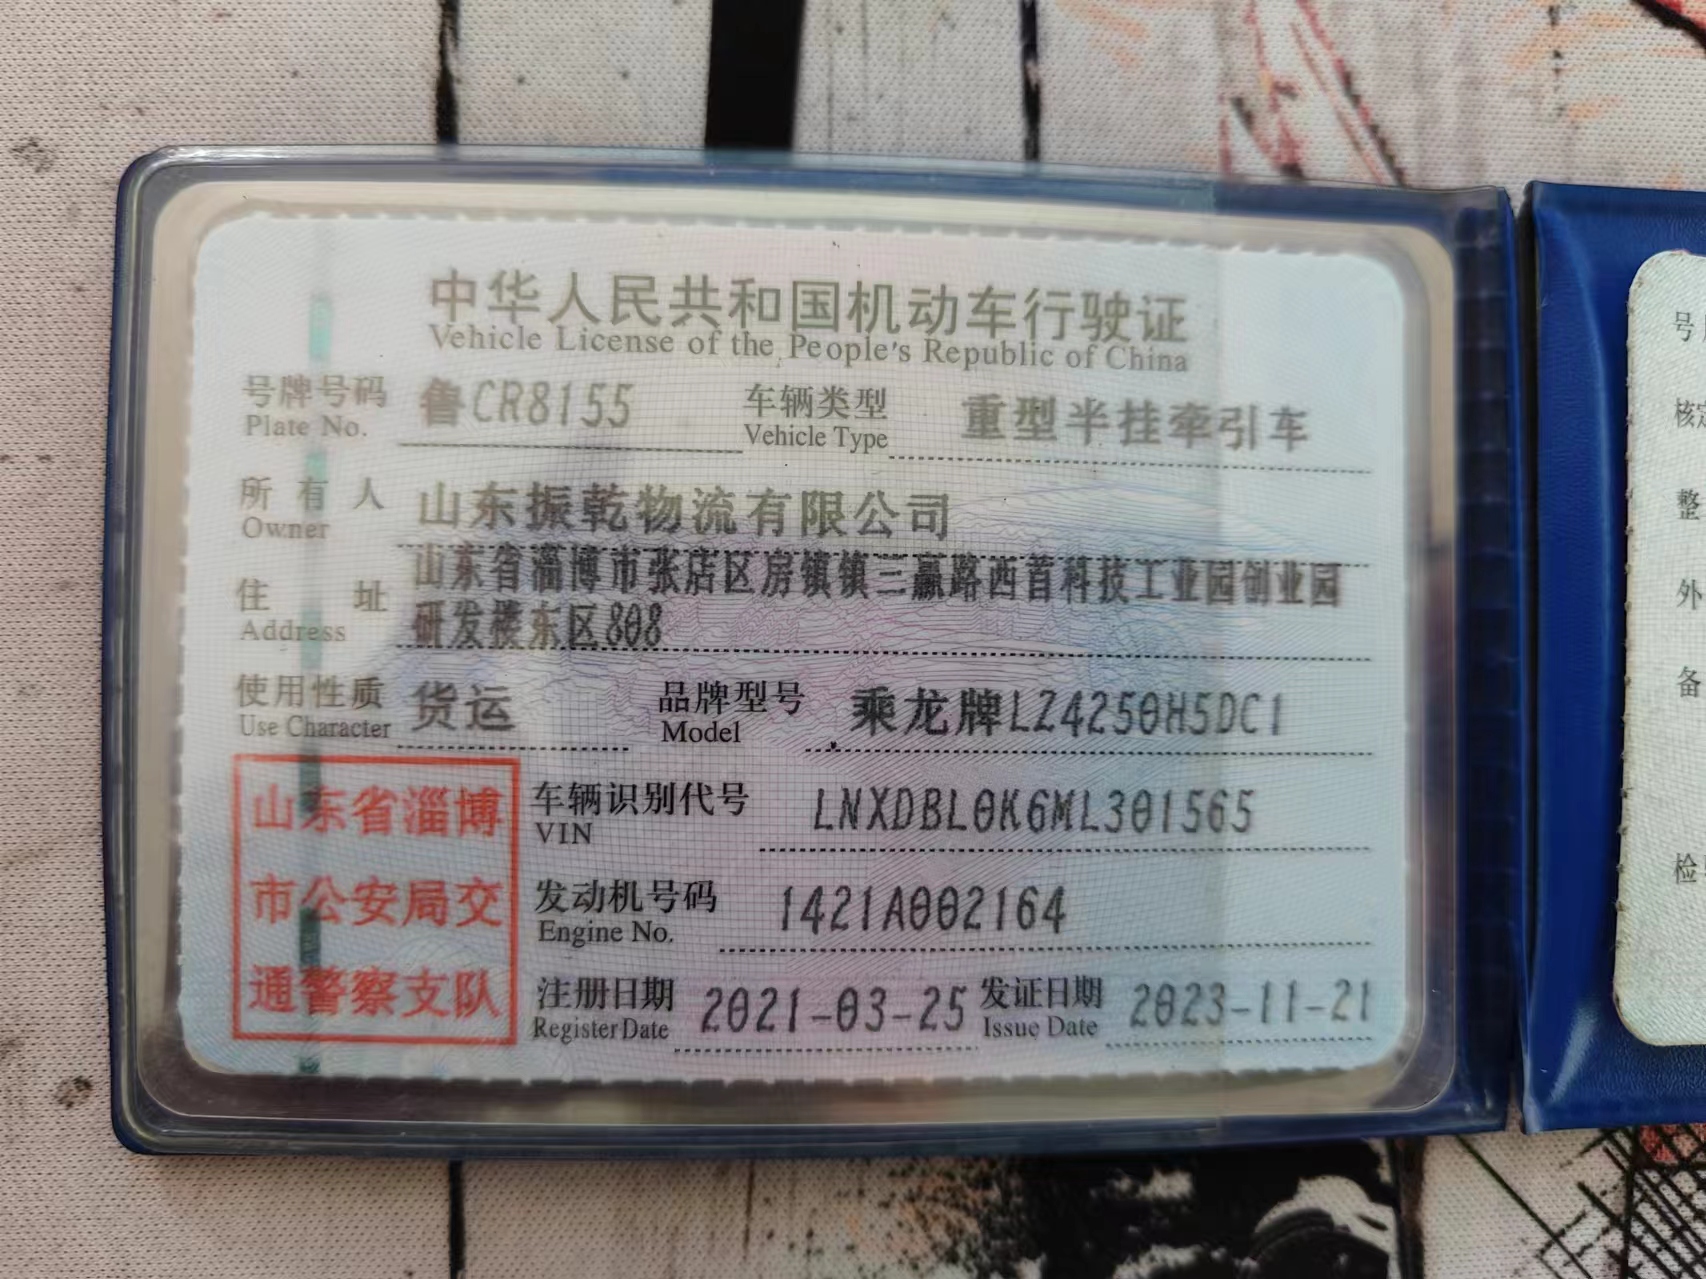 中华人民共和国机动车行驶证
Vehicle License of the People's Republic of China
号牌号码 鲁CR8155 车辆类型 重型半挂牵引车
Plate No. Vehicle Type
所有人 山东振乾物流有限公司
Owner
住址 山东省淄博市张店区房镇镇三赢路西首科技工业园创业园
Address 研发楼东区808
使用性质 货运 品牌型号 乘龙牌LZ4250H5DC1
Use Character Model
山东省淄博
市公安局交
通警察支队
车辆识别代号 LNXDBL0K6ML301565
VIN
发动机号码 1421A002164
Engine No.
注册日期 2021-03-25 发证日期 2023-11-21
Register Date Issue Date
号
核
整
外
备
检